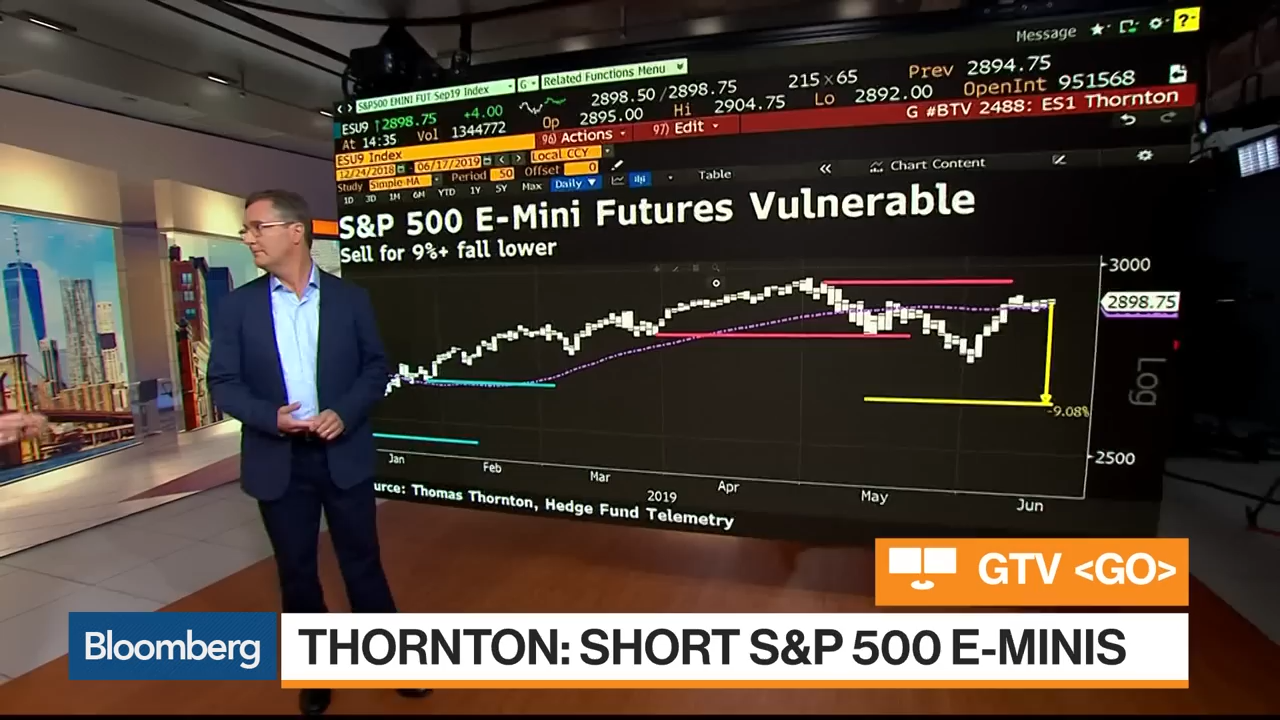 Message ?
S&P500 EMINI FUT Sep19 Index G Related Functions Menu
ESU9 ↑2898.75 +4.00 2898.50/2898.75 215×65 Prev 2894.75
At 14:35 Vol 1344772 Op 2895.00 Hi 2904.75 Lo 2892.00 OpenInt 951568
ESU9 Index 96) Actions 97) Edit G #BTV 2488: ES1 Thornton
12/24/2018 - 06/17/2019 Local CCY
Study Simple MA Period 50 Offset 0
1D 3D 1M 6M YTD 1Y 5Y Max Daily ▼ Table « Chart Content
S&P 500 E-Mini Futures Vulnerable
Sell for 9%+ fall lower
3000
2898.75
Log
-9.08%
2500
Jan Feb Mar Apr May Jun
2019
urce: Thomas Thornton, Hedge Fund Telemetry
GTV <GO>
Bloomberg
THORNTON: SHORT S&P 500 E-MINIS